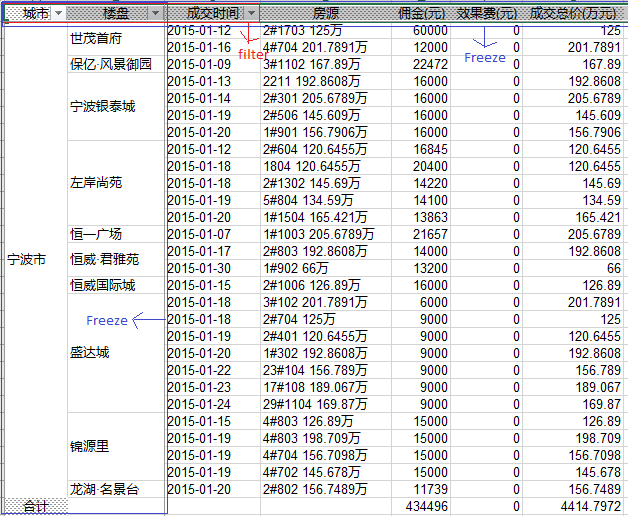 城市 楼盘 成交时间 房源 佣金(元) 效果费(元) 成交总价(万元)
世茂首府 2015-01-12 2#1703 125万 60000 0 125
2015-01-16 4#704 201.7891万 12000 0 201.7891
filter
Freeze
保亿·风景御园 2015-01-09 3#1102 167.89万 22472 0 167.89
宁波银泰城 2015-01-13 2211 192.8608万 16000 0 192.8608
2015-01-14 2#301 205.6789万 16000 0 205.6789
2015-01-19 2#506 145.609万 16000 0 145.609
2015-01-20 1#901 156.7906万 16000 0 156.7906
左岸尚苑 2015-01-12 2#604 120.6455万 16845 0 120.6455
2015-01-18 1804 120.6455万 20400 0 120.6455
2015-01-18 2#1302 145.69万 14220 0 145.69
2015-01-19 5#804 134.59万 14100 0 134.59
2015-01-20 1#1504 165.421万 13863 0 165.421
恒一广场 2015-01-07 1#1003 205.6789万 21657 0 205.6789
宁波市 恒威·君雅苑 2015-01-17 2#803 192.8608万 14000 0 192.8608
2015-01-30 1#902 66万 13200 0 66
恒威国际城 2015-01-15 2#1006 126.89万 16000 0 126.89
盛达城 2015-01-18 3#102 201.7891万 6000 0 201.7891
Freeze 2015-01-18 2#704 125万 9000 0 125
2015-01-19 2#401 120.6455万 9000 0 120.6455
2015-01-20 1#302 192.8608万 9000 0 192.8608
2015-01-22 23#104 156.789万 9000 0 156.789
2015-01-23 17#108 189.067万 9000 0 189.067
2015-01-24 29#1104 169.87万 9000 0 169.87
锦源里 2015-01-15 4#803 126.89万 15000 0 126.89
2015-01-19 4#803 198.709万 15000 0 198.709
2015-01-19 4#704 156.7098万 15000 0 156.7098
2015-01-19 4#702 145.678万 15000 0 145.678
龙湖·名景台 2015-01-20 2#802 156.7489万 11739 0 156.7489
合计 434496 0 4414.7972